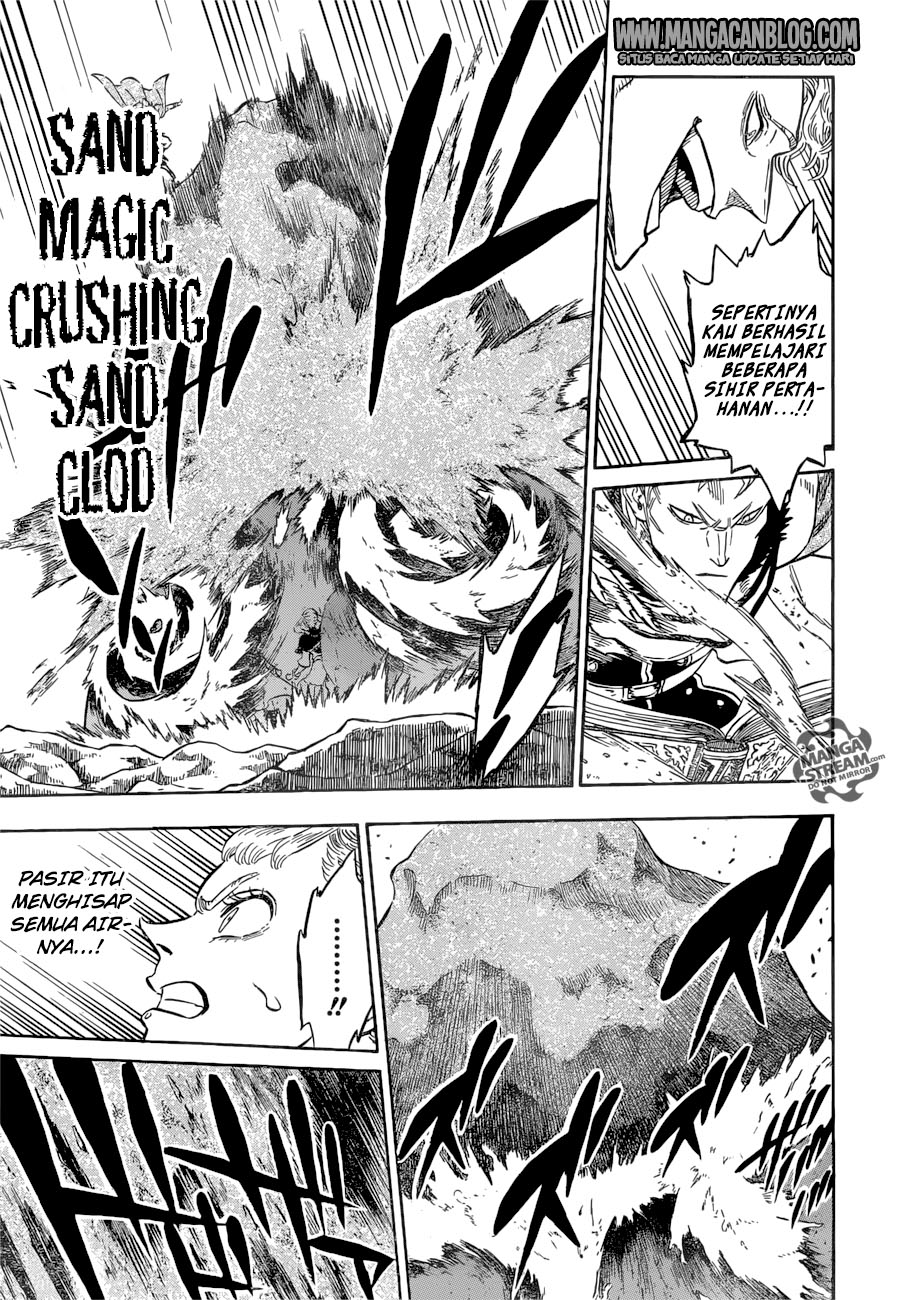 WWW.MANGACANBLOG.COM
SITUS BACA MANGA UPDATE SETIAP HARI
SEPERTINYA
KAU BERHASIL
MEMPELAJARI
BEBERAPA
SIHIR PERTA-
HANAN...!!
SAND
MAGIC
CRUSHING
SAND
CLOD
MANGA
STREAM.com
DO NOT MIRROR
.........!!
PASIR ITU
MENGHISAP
SEMUA AIR-
NYA...!